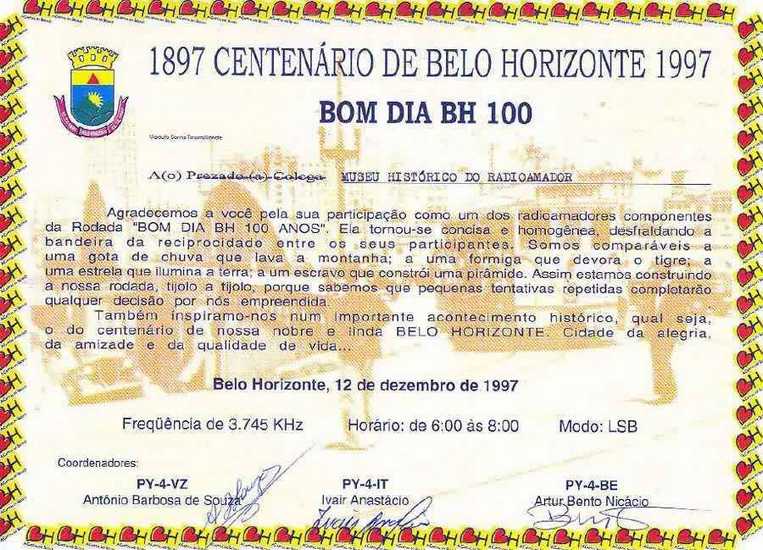 1897 CENTENÁRIO DE BELO HORIZONTE 1997
BOM DIA BH 100
A(o) Prezado (a) Colega MUSEU HISTÓRICO DO RADIOAMADOR
Agradecemos a você pela sua participação como um dos radioamadores componentes
da Rodada "BOM DIA BH 100 ANOS". Ela tornou-se concisa e homogênea, desfraldando a
bandeira da reciprocidade entre os seus participantes. Somos comparáveis a
uma gota de chuva que lava a montanha; a uma formiga que devora o tigre; a
uma estrela que ilumina a terra; a um escravo que constrói uma pirâmide. Assim estamos construindo
a nossa rodada, tijolo a tijolo, porque sabemos que pequenas tentativas repetidas completarão
qualquer decisão por nós empreendida.
Também inspiramo-nos num importante acontecimento histórico, qual seja,
o do centenário de nossa nobre e linda BELO HORIZONTE. Cidade da alegria,
da amizade e da qualidade de vida...
Belo Horizonte, 12 de dezembro de 1997
Freqüência de 3.745 KHz Horário: de 6:00 às 8:00 Modo: LSB
Coordenadores:
PY-4-VZ PY-4-IT PY-4-BE
Antônio Barbosa de Souza Ivair Anastácio Artur Bento Nicácio